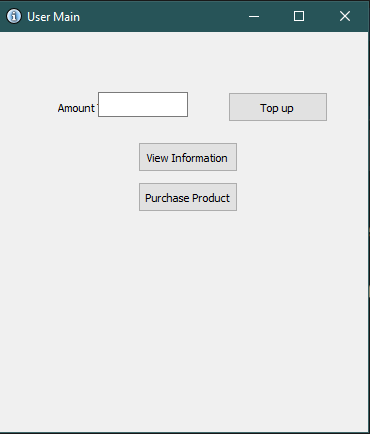 User Main
Amount
Top up
View Information
Purchase Product